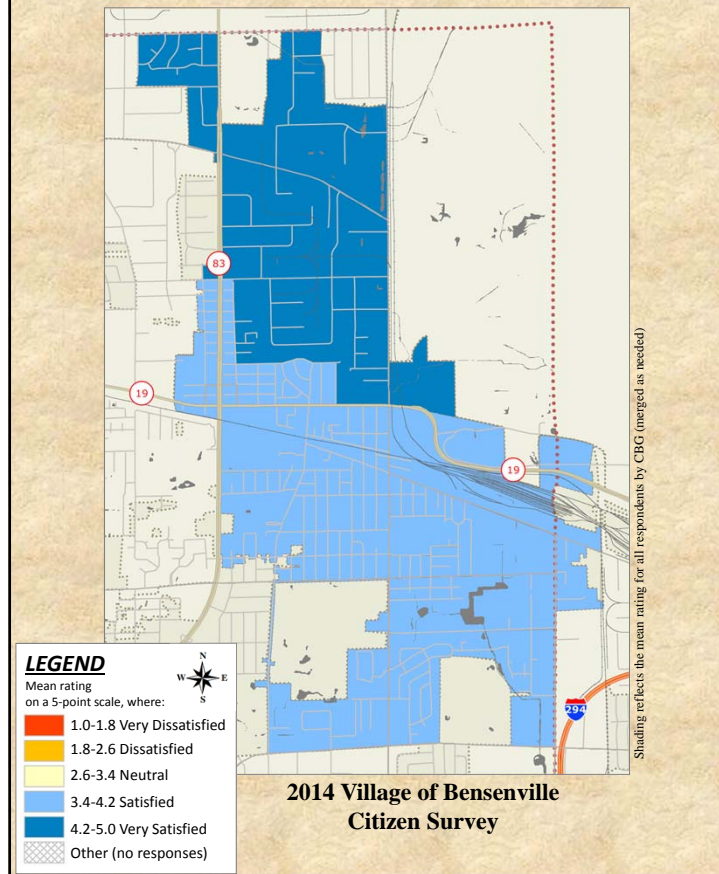 83
19
19
294
Shading reflects the mean rating for all respondents by CBG (merged as needed)
LEGEND
Mean rating
on a 5-point scale, where:
N
W E
S
1.0-1.8 Very Dissatisfied
1.8-2.6 Dissatisfied
2.6-3.4 Neutral
3.4-4.2 Satisfied
4.2-5.0 Very Satisfied
Other (no responses)
2014 Village of Bensenville
Citizen Survey